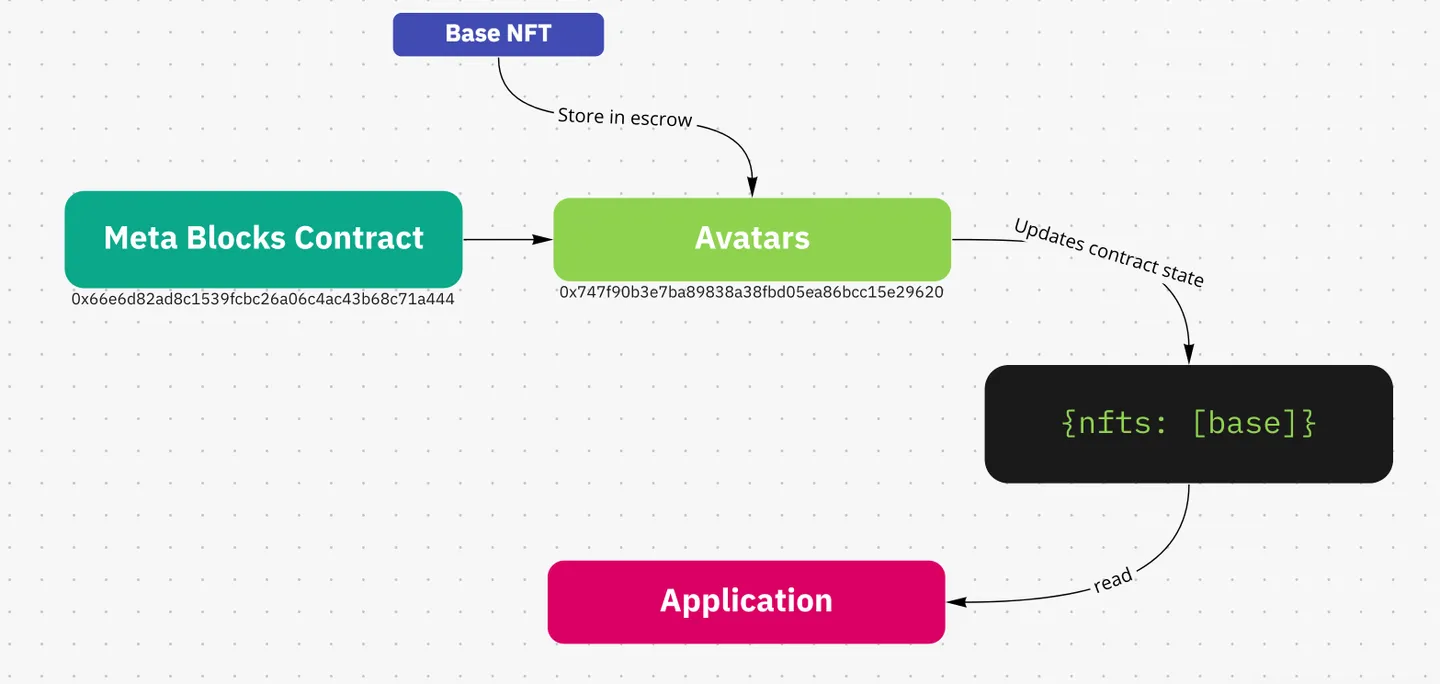 Base NFT
Store in escrow
Meta Blocks Contract
0x66e6d82ad8c1539fcbc26a06c4ac43b68c71a444
Avatars
0x747f90b3e7ba89838a38fbd05ea86bcc15e29620
Updates contract state
{nfts: [base]}
read
Application